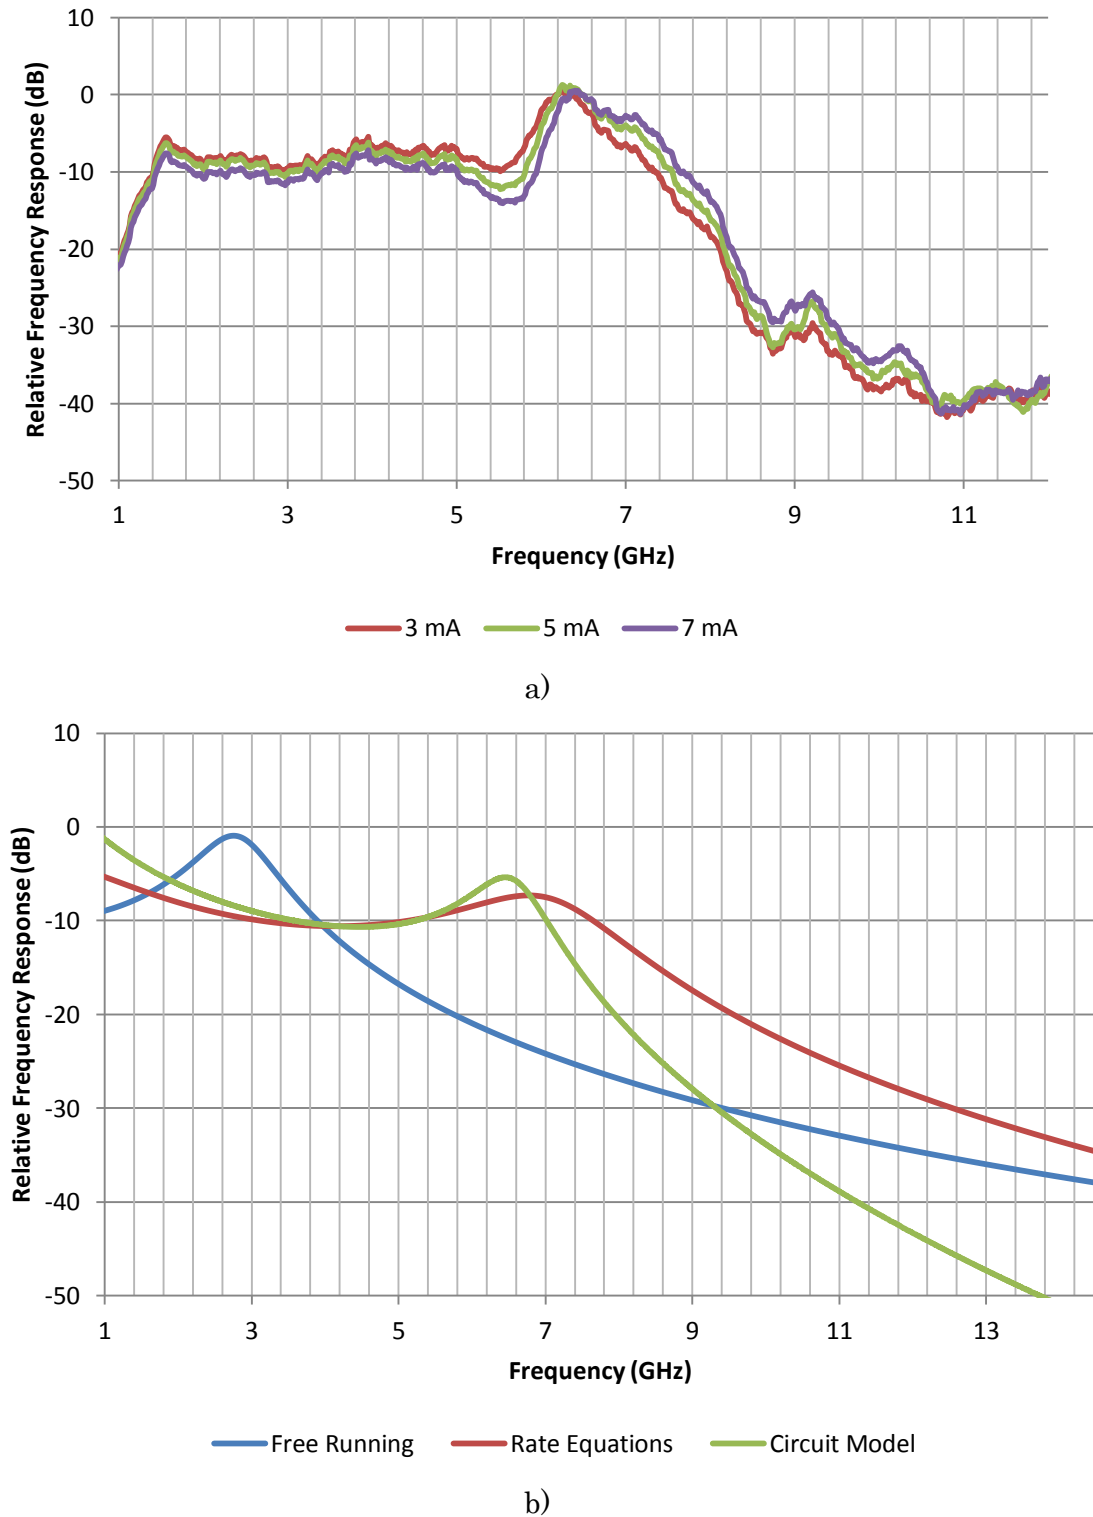 10
0
-10
-20
-30
-40
-50
Relative Frequency Response (dB)
1 3 5 7 9 11
Frequency (GHz)
3 mA 5 mA 7 mA
a)
10
0
-10
-20
-30
-40
-50
Relative Frequency Response (dB)
1 3 5 7 9 11 13
Frequency (GHz)
Free Running Rate Equations Circuit Model
b)